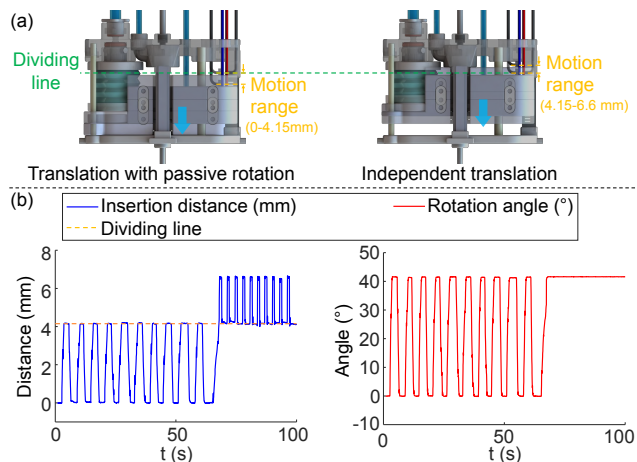 (a)
Dividing
line
Motion
range
(0-4.15mm)
Motion
range
(4.15-6.6 mm)
Translation with passive rotation
Independent translation
(b)
Insertion distance (mm)
Rotation angle (°)
Dividing line
8
6
4
2
0
Distance (mm)
0
50
100
t (s)
50
40
30
20
10
0
-10
Angle (°)
0
50
100
t (s)